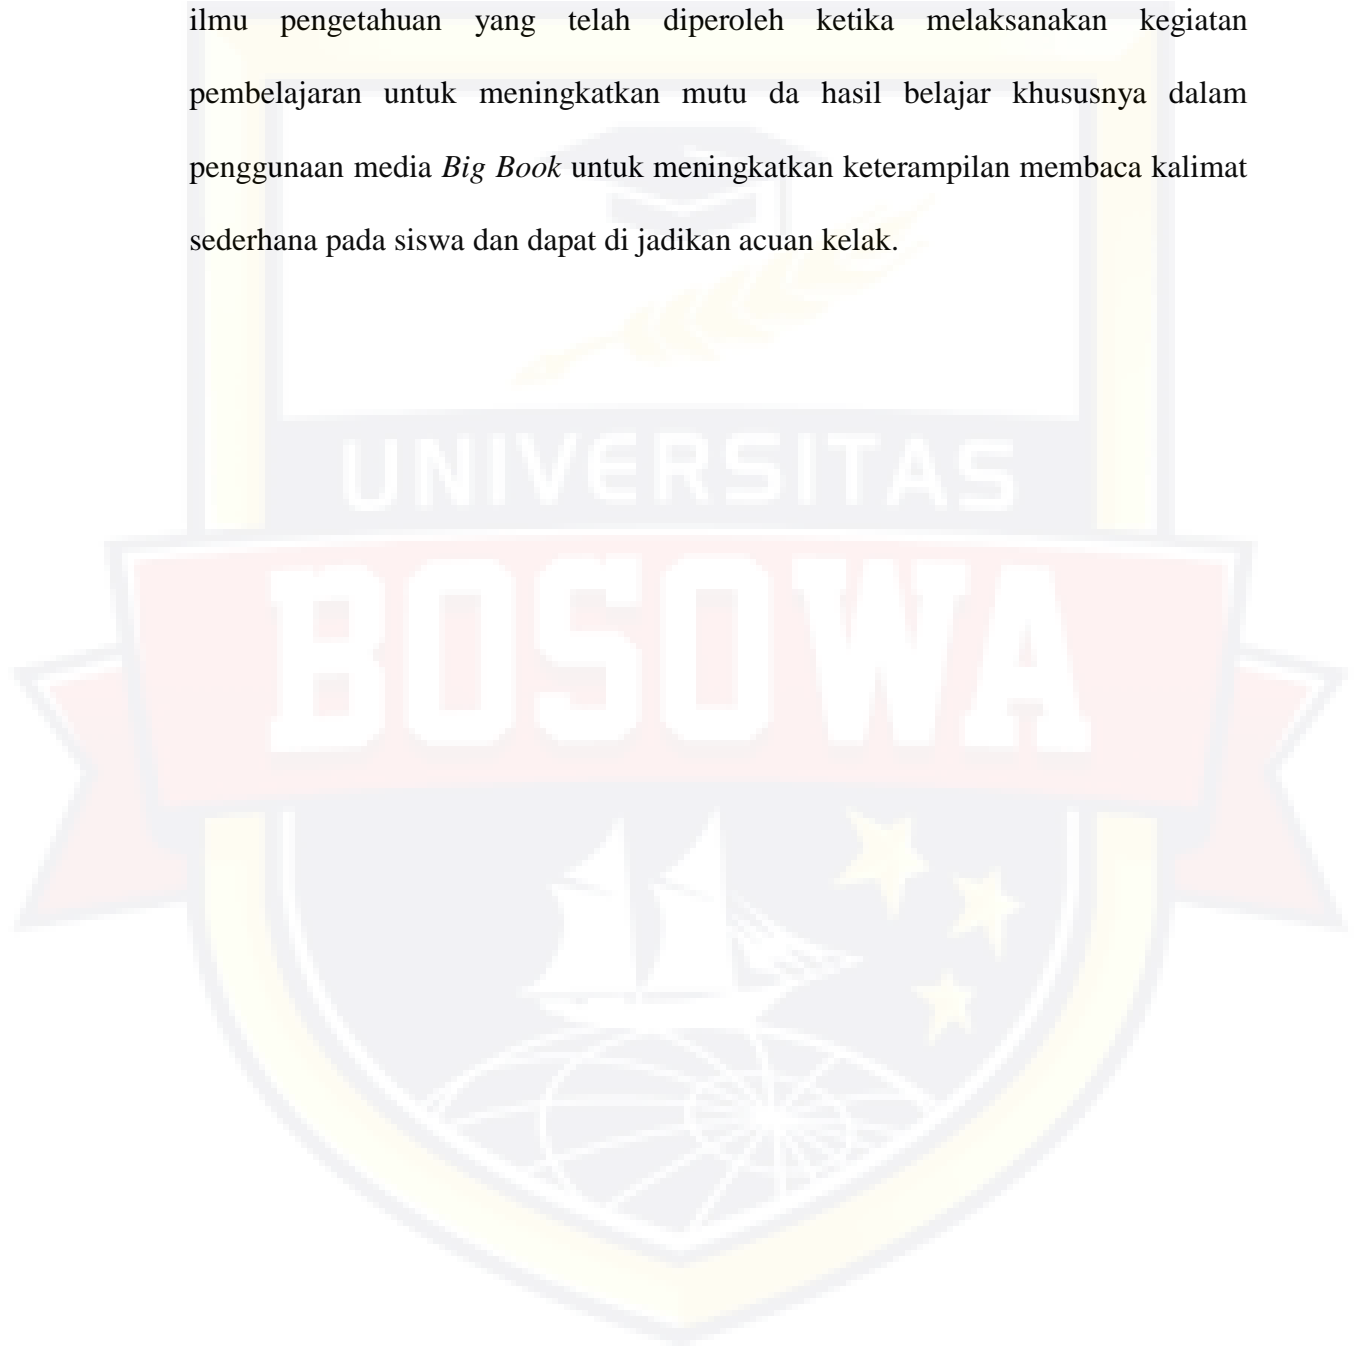 ilmu pengetahuan yang telah diperoleh ketika melaksanakan kegiatan
pembelajaran untuk meningkatkan mutu da hasil belajar khususnya dalam
penggunaan media Big Book untuk meningkatkan keterampilan membaca kalimat
sederhana pada siswa dan dapat di jadikan acuan kelak.
UNIVERSITAS
BOSOWA